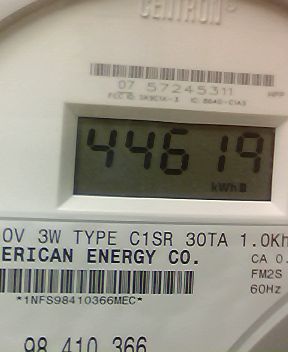 CENTRON
07 57245311
44619
kWh
0V 3W TYPE C1SR 30TA 1.0Kh
ERICAN ENERGY CO.
CA 0.
FM2S
60Hz
*1NFS98410366MEC*
98 410 366